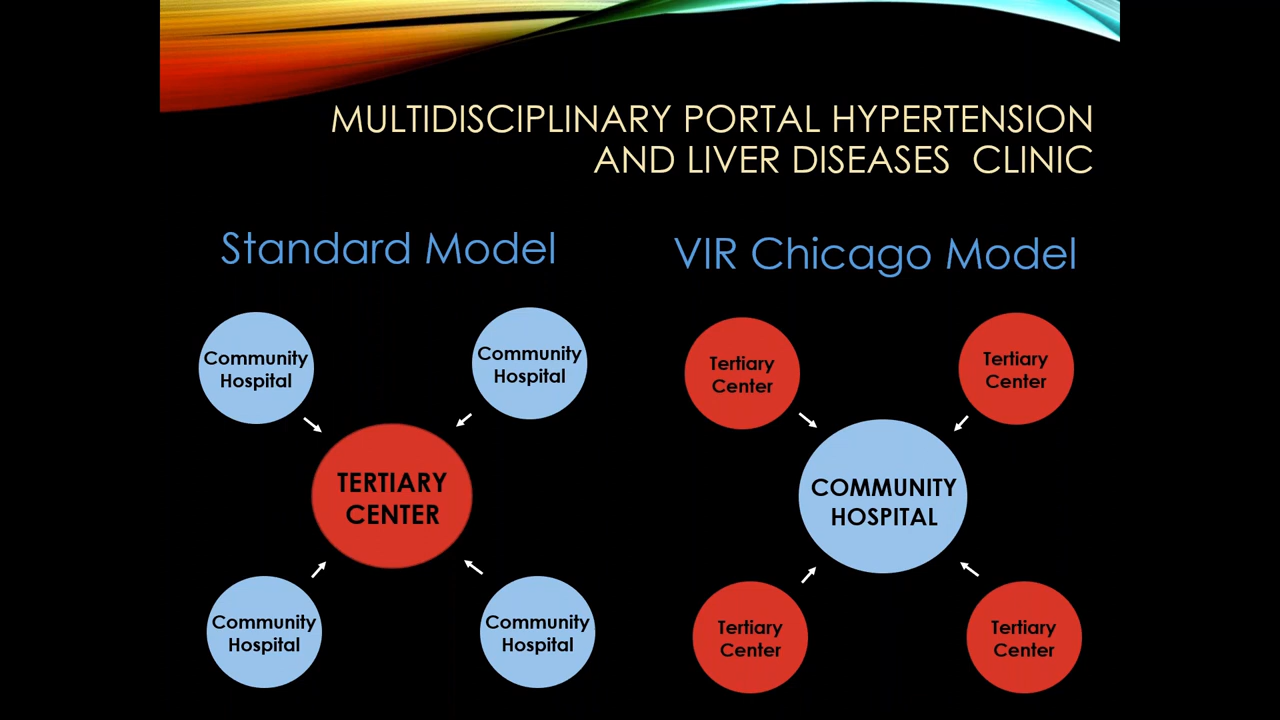 MULTIDISCIPLINARY PORTAL HYPERTENSION
AND LIVER DISEASES CLINIC
Standard Model
Community
Hospital
Community
Hospital
TERTIARY
CENTER
Community
Hospital
Community
Hospital
VIR Chicago Model
Tertiary
Center
Tertiary
Center
COMMUNITY
HOSPITAL
Tertiary
Center
Tertiary
Center